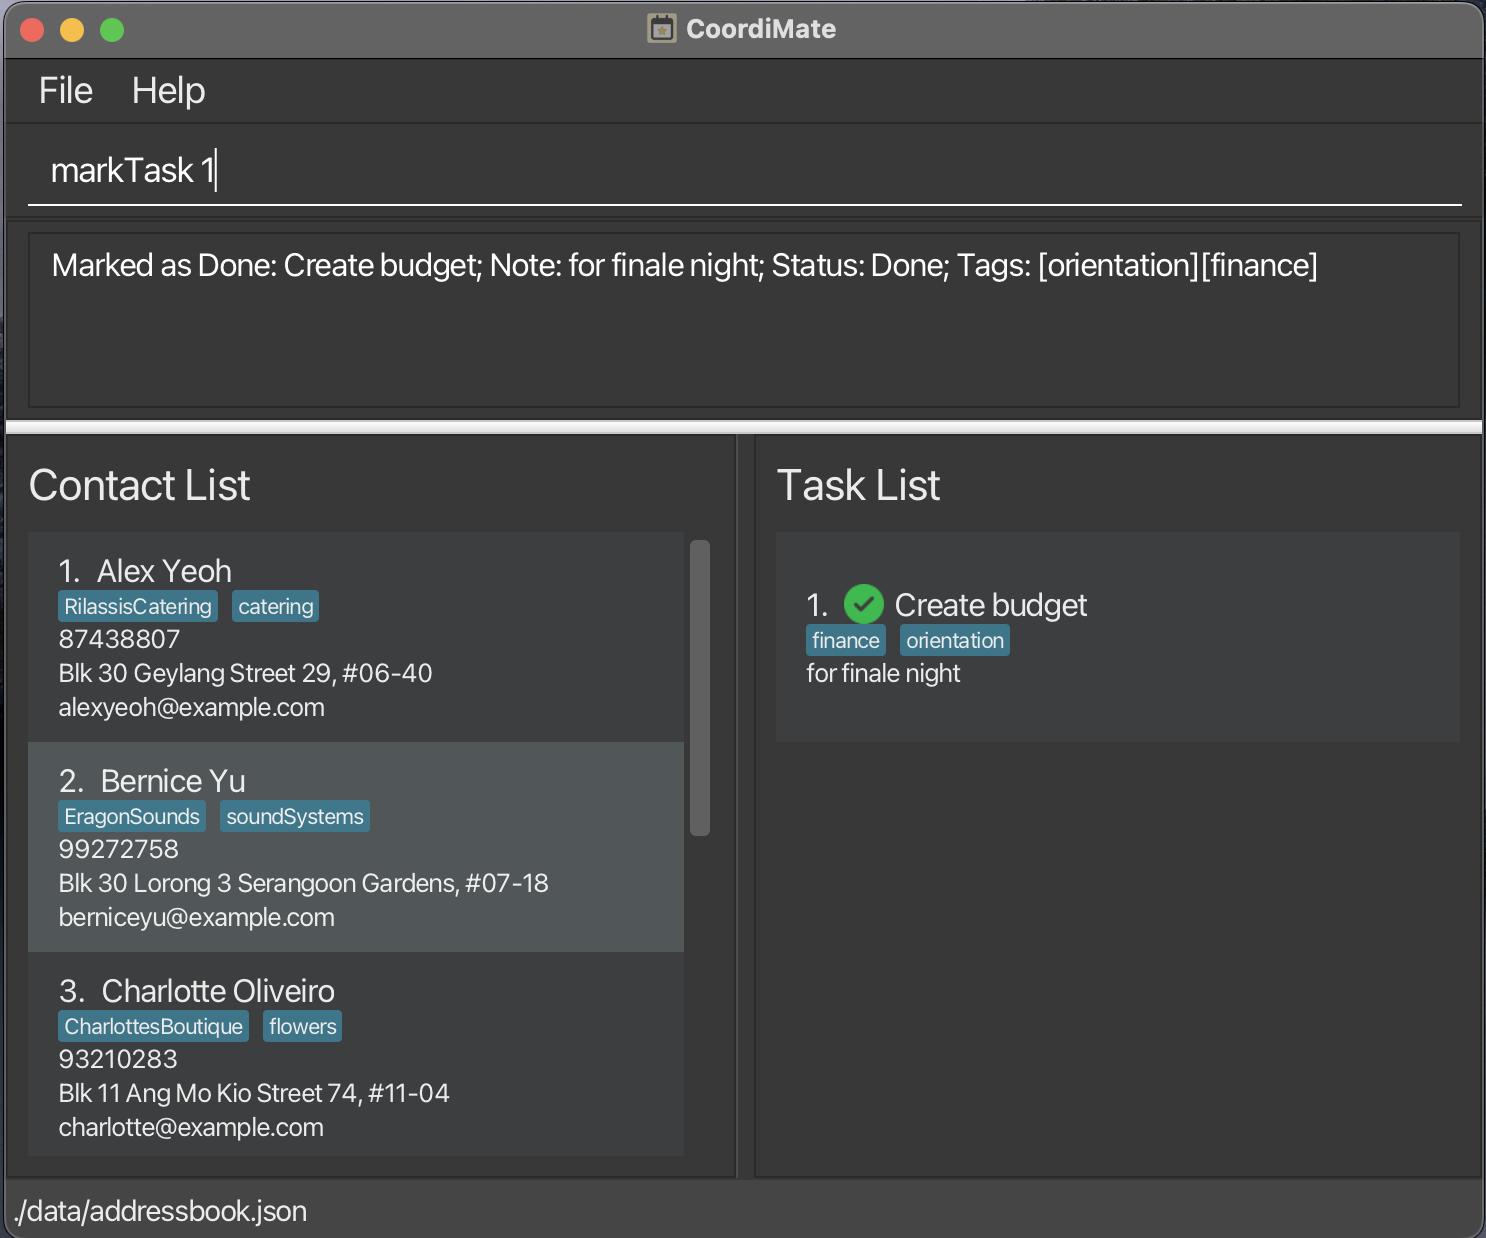 CoordiMate
File Help
markTask 1
Marked as Done: Create budget; Note: for finale night; Status: Done; Tags: [orientation][finance]
Contact List
1. Alex Yeoh
RilassisCatering catering
87438807
Blk 30 Geylang Street 29, #06-40
alexyeoh@example.com
2. Bernice Yu
EragonSounds soundSystems
99272758
Blk 30 Lorong 3 Serangoon Gardens, #07-18
berniceyu@example.com
3. Charlotte Oliveiro
CharlottesBoutique flowers
93210283
Blk 11 Ang Mo Kio Street 74, #11-04
charlotte@example.com
Task List
1. Create budget
finance orientation
for finale night
./data/addressbook.json